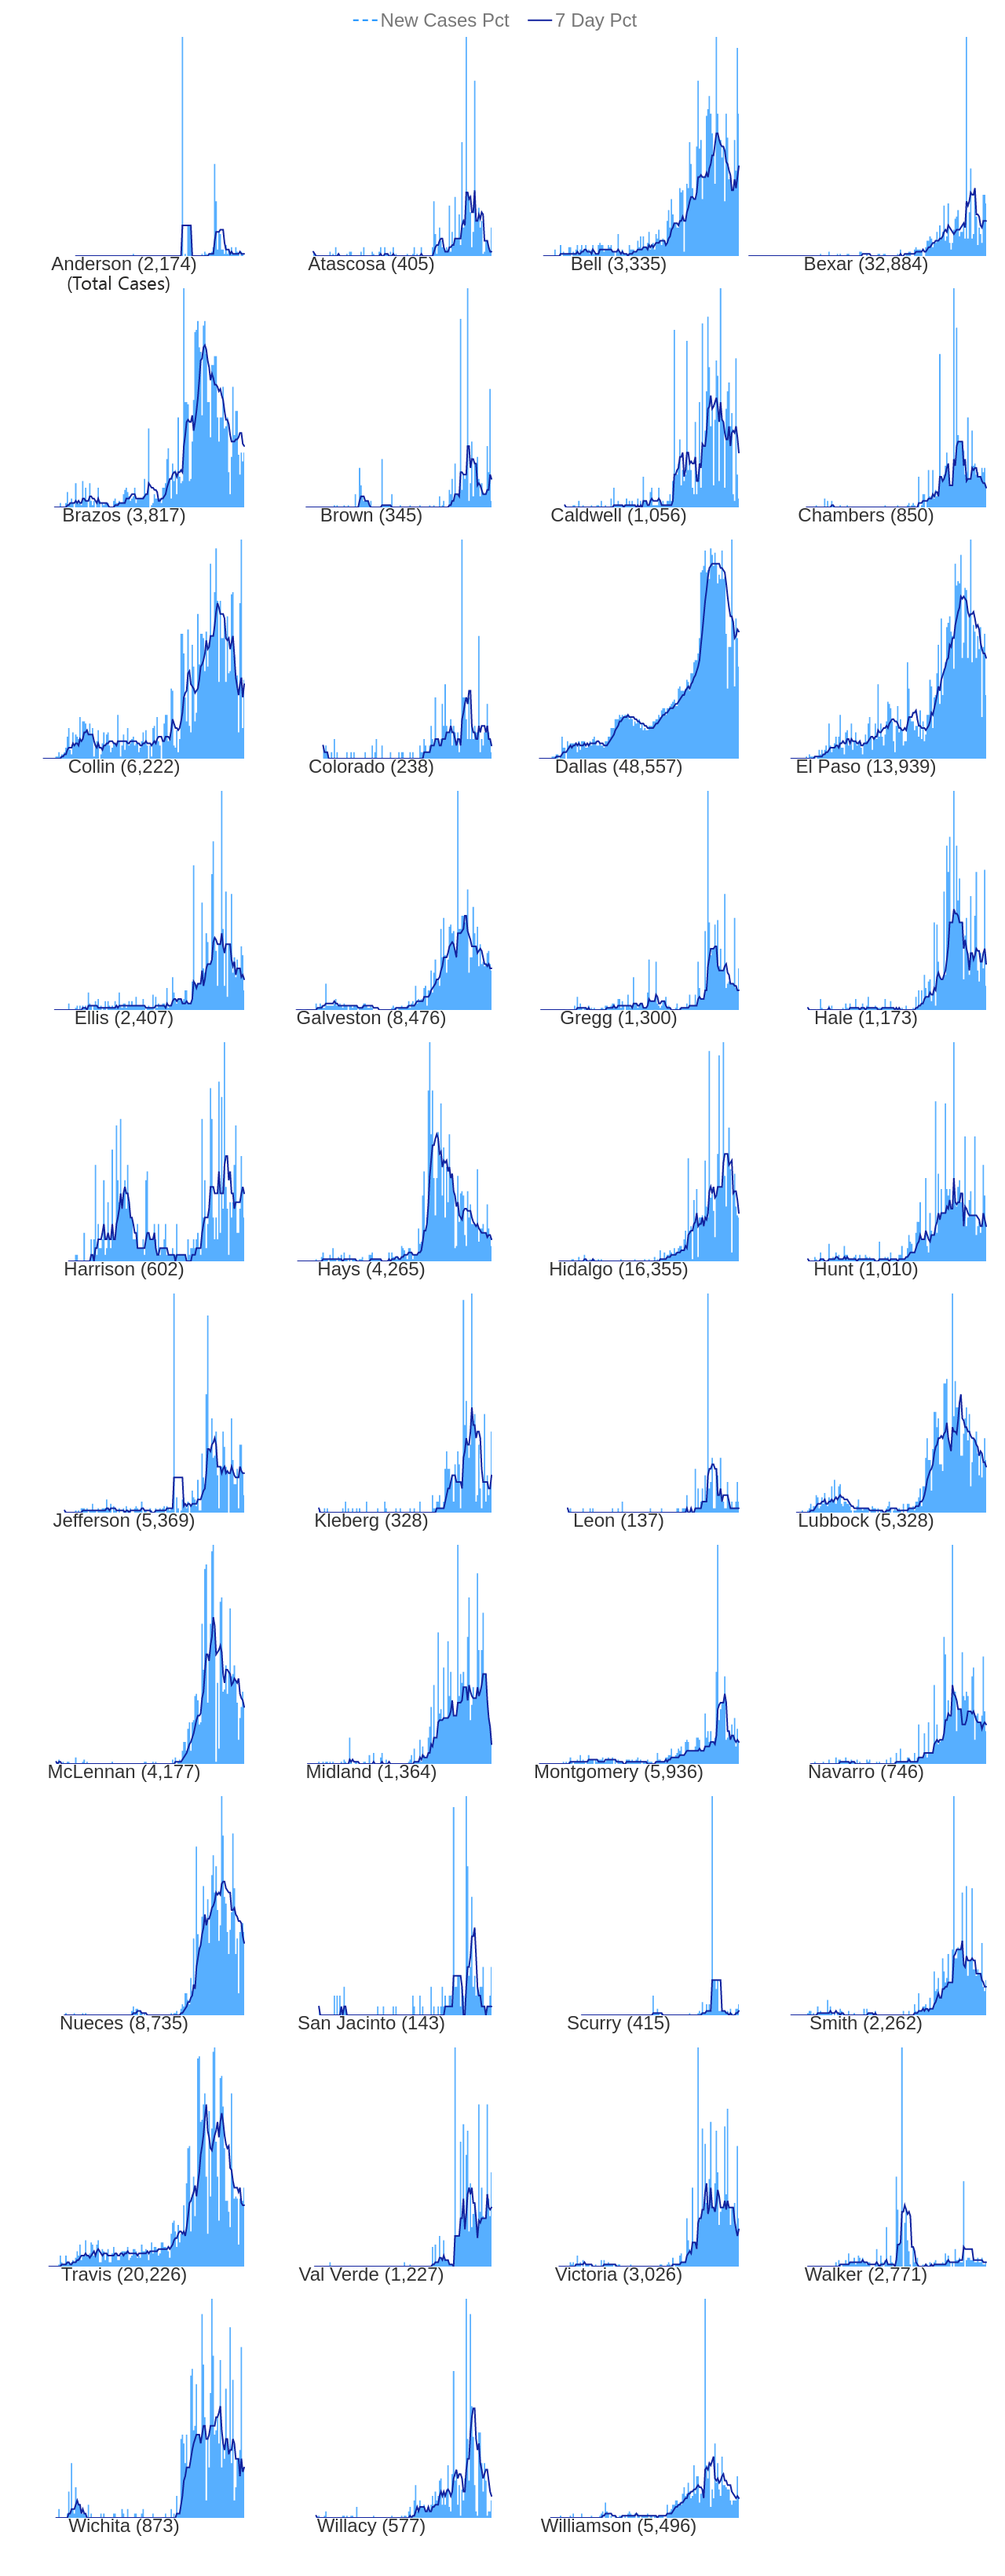 New Cases Pct 7 Day Pct
Anderson (2,174) Atascosa (405) Bell (3,335) Bexar (32,884)
(Total Cases)
Brazos (3,817) Brown (345) Caldwell (1,056) Chambers (850)
Collin (6,222) Colorado (238) Dallas (48,557) El Paso (13,939)
Ellis (2,407) Galveston (8,476) Gregg (1,300) Hale (1,173)
Harrison (602) Hays (4,265) Hidalgo (16,355) Hunt (1,010)
Jefferson (5,369) Kleberg (328) Leon (137) Lubbock (5,328)
McLennan (4,177) Midland (1,364) Montgomery (5,936) Navarro (746)
Nueces (8,735) San Jacinto (143) Scurry (415) Smith (2,262)
Travis (20,226) Val Verde (1,227) Victoria (3,026) Walker (2,771)
Wichita (873) Willacy (577) Williamson (5,496)